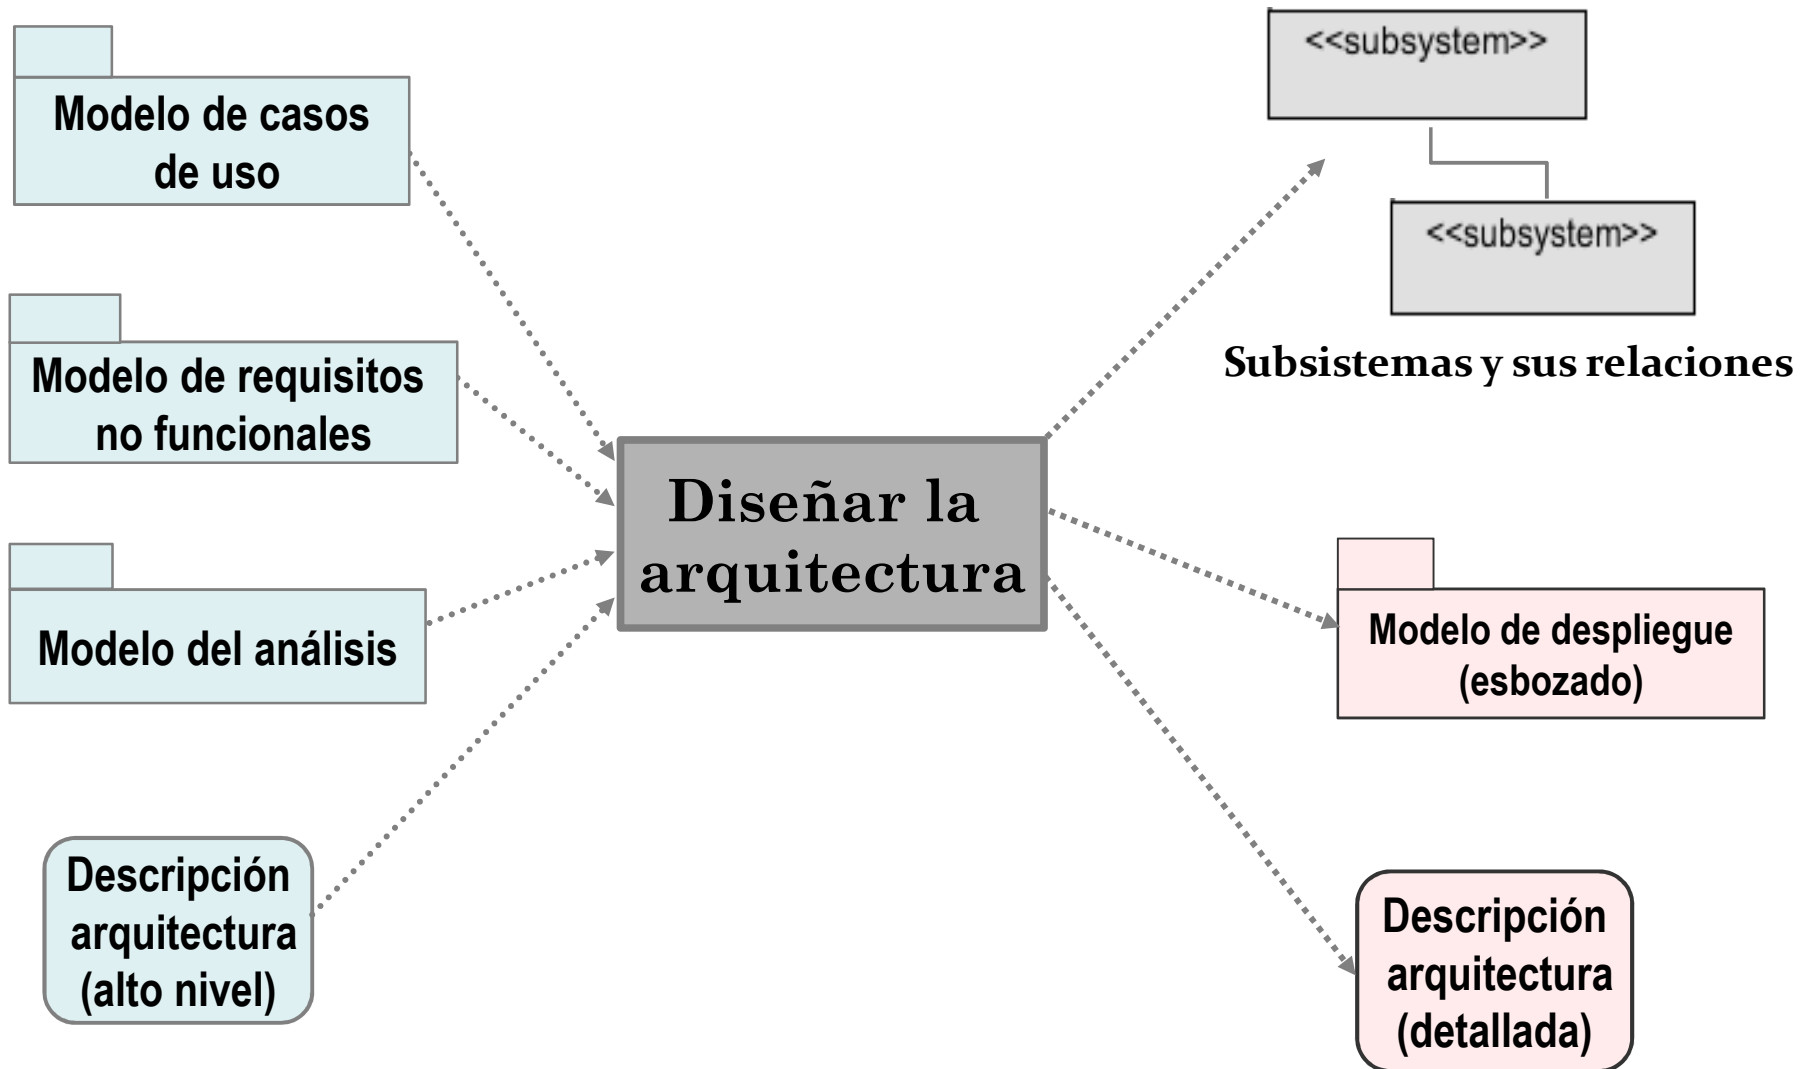 Modelo de casos
de uso
Modelo de requisitos
no funcionales
Modelo del análisis
Descripción
arquitectura
(alto nivel)
Diseñar la
arquitectura
<<subsystem>>
<<subsystem>>
Subsistemas y sus relaciones
Modelo de despliegue
(esbozado)
Descripción
arquitectura
(detallada)